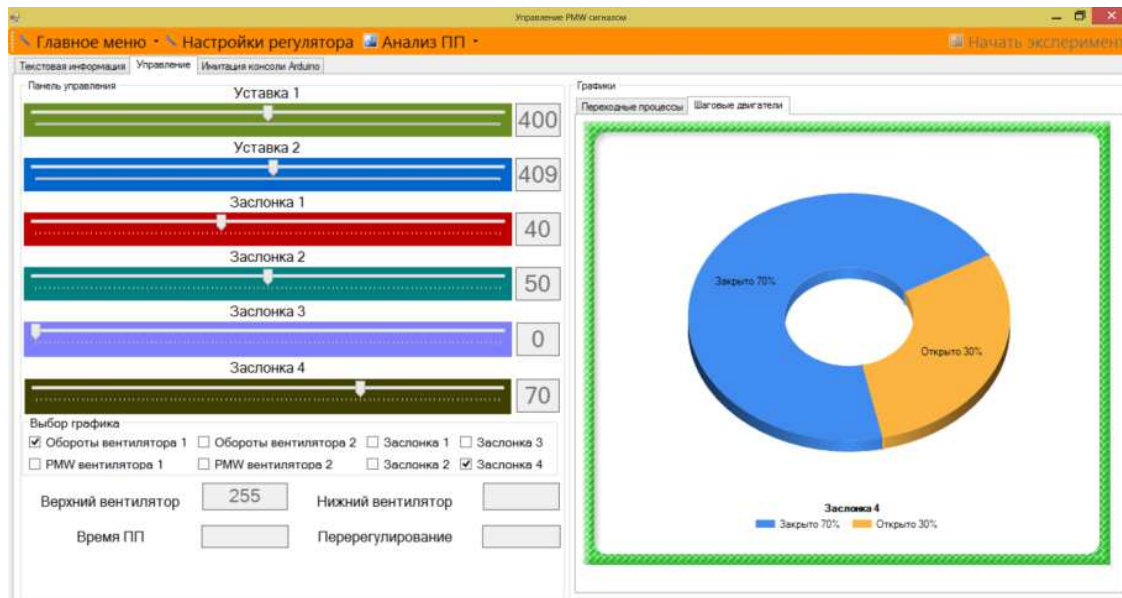 Управление PMW сигналом
Главное меню Настройки регулятора Анализ ПП Начать эксперимент
Текстовая информация Управление Имитация консоли Arduino
Панель управления
Уставка 1
400
Уставка 2
409
Заслонка 1
40
Заслонка 2
50
Заслонка 3
0
Заслонка 4
70
Выбор графика
Обороты вентилятора 1 Обороты вентилятора 2 Заслонка 1 Заслонка 3
PMW вентилятора 1 PMW вентилятора 2 Заслонка 2 Заслонка 4
Верхний вентилятор 255 Нижний вентилятор
Время ПП Перерегулирование
Графики
Переходные процессы Шаговые двигатели
Закрыто 70%
Открыто 30%
Заслонка 4
Закрыто 70% Открыто 30%